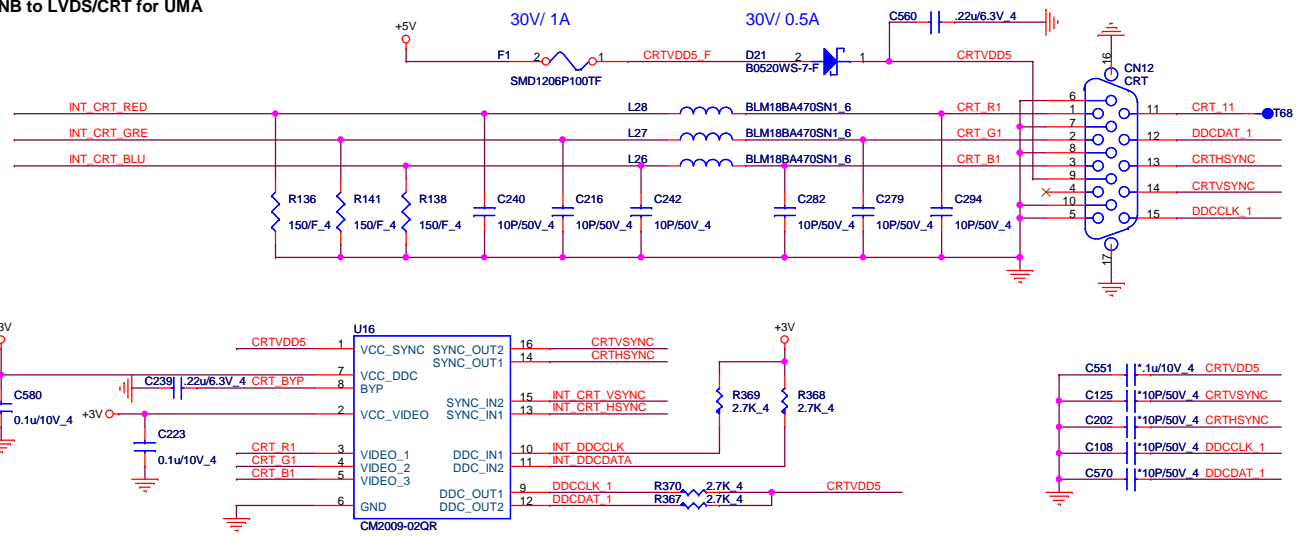 NB to LVDS/CRT for UMA
30V/ 1A
30V/ 0.5A
+5V
C560
.22u/6.3V_4
F1
2
1
CRTVDD5_F
SMD1206P100TF
D21
2
1
B0520WS-7-F
CRTVDD5
16
CN12
CRT
INT_CRT_RED
L28
BLM18BA470SN1_6
CRT_R1
INT_CRT_GRE
L27
BLM18BA470SN1_6
CRT_G1
INT_CRT_BLU
L26
BLM18BA470SN1_6
CRT_B1
6
1
7
2
8
3
9
4
10
5
11
CRT_11
T68
12
DDCDAT_1
13
CRTHSYNC
14
CRTVSYNC
15
DDCCLK_1
17
R136
150/F_4
R141
150/F_4
R138
150/F_4
C240
10P/50V_4
C216
10P/50V_4
C242
10P/50V_4
C282
10P/50V_4
C279
10P/50V_4
C294
10P/50V_4
3V
C580
0.1u/10V_4
U16
CRTVDD5
1
VCC_SYNC
7
VCC_DDC
C239
.22u/6.3V_4
CRT_BYP
8
BYP
+3V
2
VCC_VIDEO
C223
0.1u/10V_4
CRT_R1
3
VIDEO_1
CRT_G1
4
VIDEO_2
CRT_B1
5
VIDEO_3
6
GND
SYNC_OUT2
16
CRTVSYNC
SYNC_OUT1
14
CRTHSYNC
SYNC_IN2
15
INT_CRT_VSYNC
SYNC_IN1
13
INT_CRT_HSYNC
DDC_IN1
10
INT_DDCCLK
DDC_IN2
11
INT_DDCDATA
DDC_OUT1
9
DDCCLK_1
DDC_OUT2
12
DDCDAT_1
CM2009-02QR
+3V
R369
2.7K_4
R368
2.7K_4
R370
2.7K_4
R367
2.7K_4
CRTVDD5
C551
*.1u/10V_4
CRTVDD5
C125
*10P/50V_4
CRTVSYNC
C202
*10P/50V_4
CRTHSYNC
C108
*10P/50V_4
DDCCLK_1
C570
*10P/50V_4
DDCDAT_1